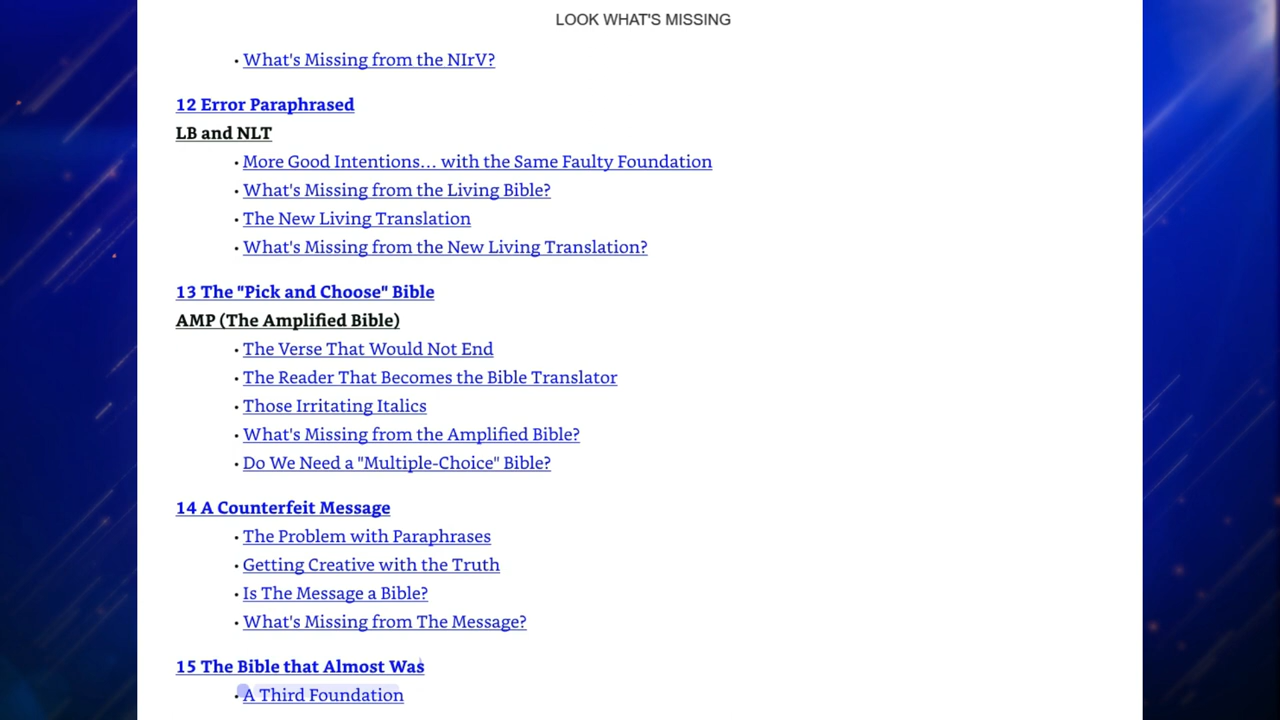 LOOK WHAT'S MISSING
• What's Missing from the NIrV?
12 Error Paraphrased
LB and NLT
• More Good Intentions… with the Same Faulty Foundation
• What's Missing from the Living Bible?
• The New Living Translation
• What's Missing from the New Living Translation?
13 The "Pick and Choose" Bible
AMP (The Amplified Bible)
• The Verse That Would Not End
• The Reader That Becomes the Bible Translator
• Those Irritating Italics
• What's Missing from the Amplified Bible?
• Do We Need a "Multiple-Choice" Bible?
14 A Counterfeit Message
• The Problem with Paraphrases
• Getting Creative with the Truth
• Is The Message a Bible?
• What's Missing from The Message?
15 The Bible that Almost Was
• A Third Foundation